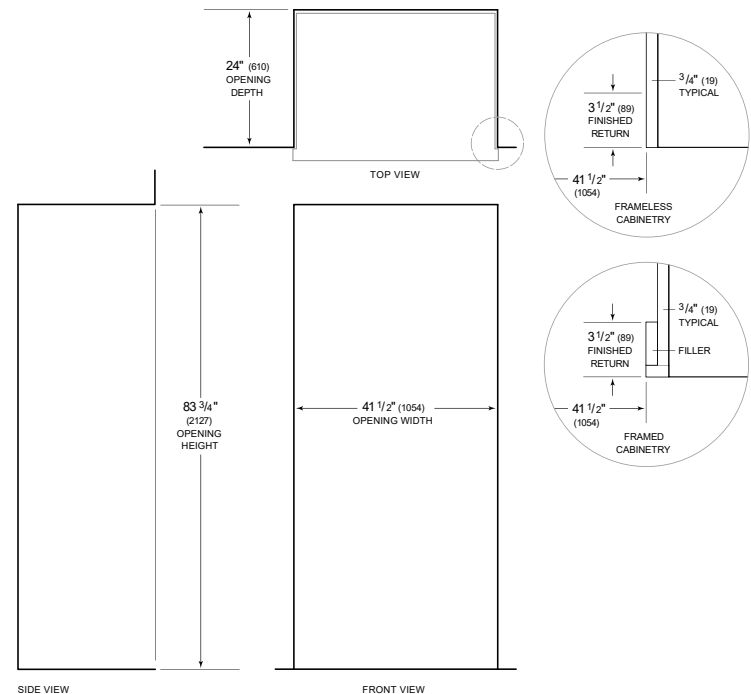 24" (610)
OPENING
DEPTH
TOP VIEW
3/4" (19)
TYPICAL
3 1/2" (89)
FINISHED
RETURN
41 1/2"
(1054)
FRAMELESS
CABINETRY
3/4" (19)
TYPICAL
3 1/2" (89)
FINISHED
RETURN
FILLER
41 1/2"
(1054)
FRAMED
CABINETRY
83 3/4"
(2127)
OPENING
HEIGHT
41 1/2" (1054)
OPENING WIDTH
SIDE VIEW
FRONT VIEW